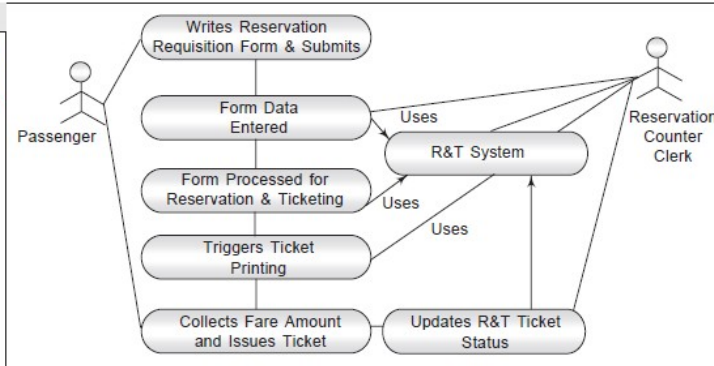 Writes Reservation
Requisition Form & Submits
Passenger
Form Data
Entered
Uses
R&T System
Reservation
Counter
Clerk
Form Processed for
Reservation & Ticketing
Uses
Uses
Triggers Ticket
Printing
Collects Fare Amount
and Issues Ticket
Updates R&T Ticket
Status